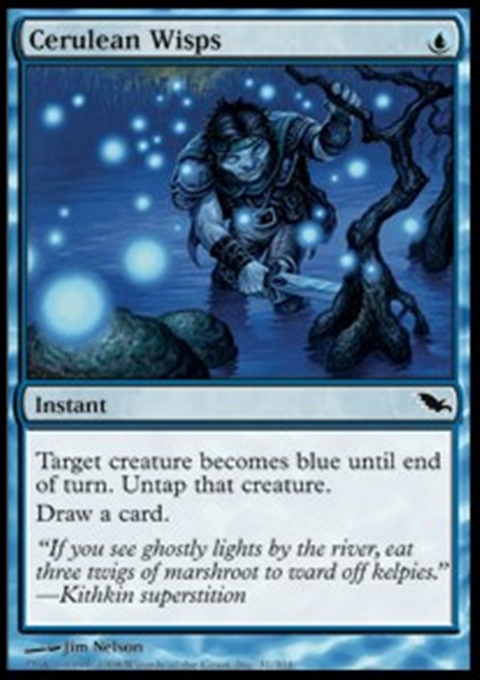 Cerulean Wisps
Instant
Target creature becomes blue until end
of turn. Untap that creature.
Draw a card.
“If you see ghostly lights by the river, eat
three twigs of marshroot to ward off kelpies.”
—Kithkin superstition
Jim Nelson